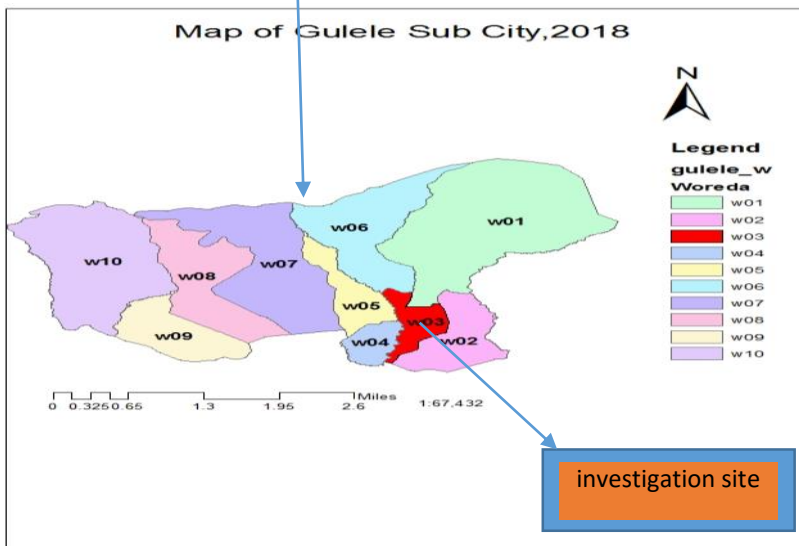 Map of Gulele Sub City,2018
N
Legend
gulele_w
Woreda
w01
w02
w03
w04
w05
w06
w07
w08
w09
w10
w06
w01
w10
w07
w08
w05
w03
w09
w04
w02
Miles
0 0.325 0.65 1.3 1.95 2.6
1:67,432
investigation site